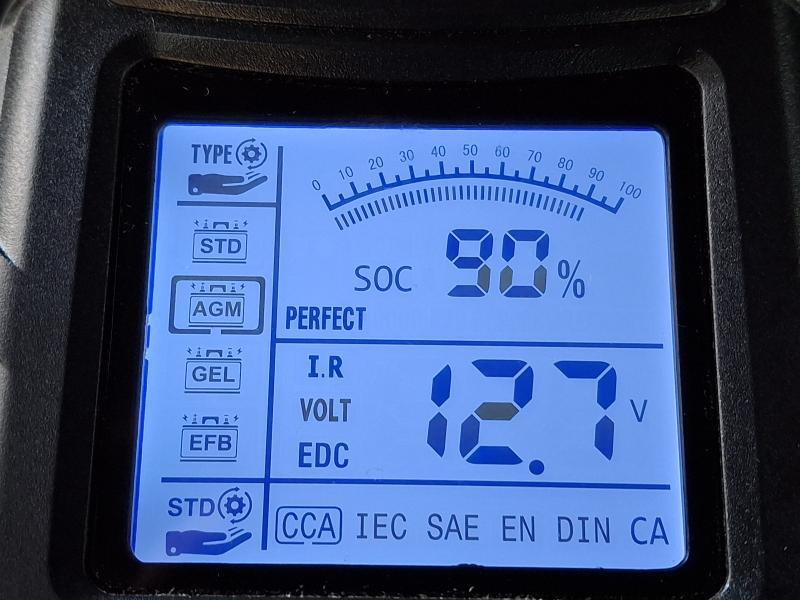 TYPE
STD
AGM
GEL
EFB
STD
0 10 20 30 40 50 60 70 80 90 100
SOC 90 %
PERFECT
I.R
VOLT 12.7 V
EDC
CCA IEC SAE EN DIN CA